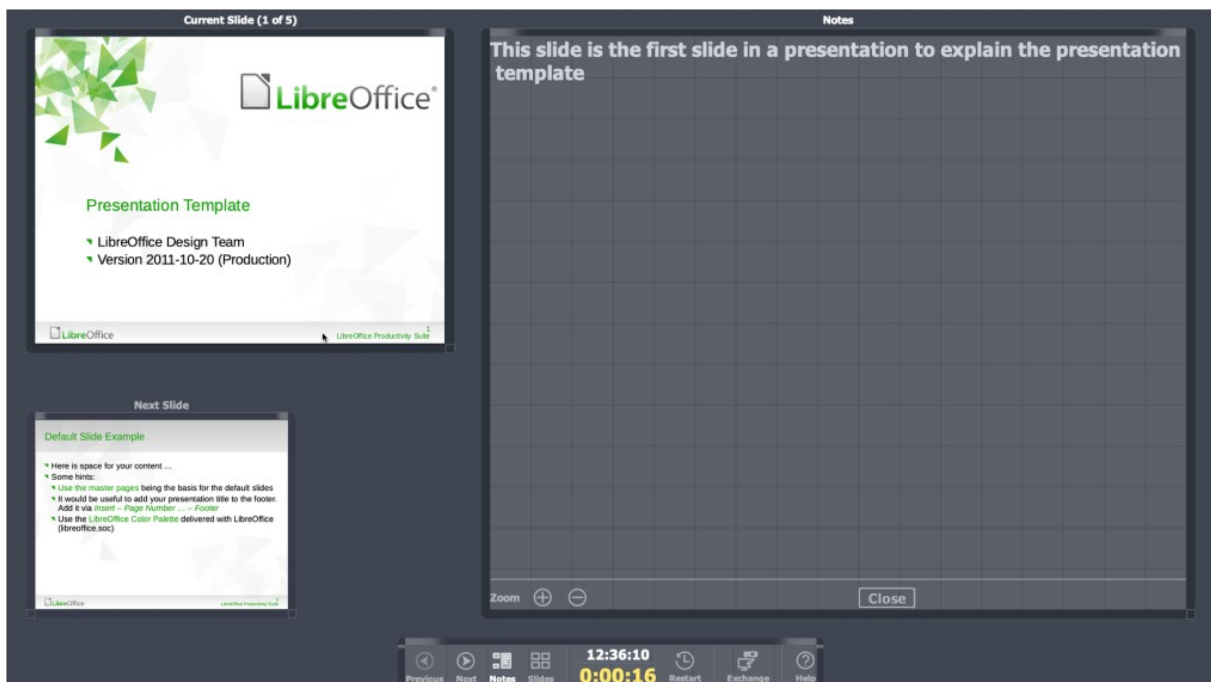 Current Slide (1 of 5)
LibreOffice®
Presentation Template
LibreOffice Design Team
Version 2011-10-20 (Production)
LibreOffice
1
LibreOffice Productivity Suite
Next Slide
Default Slide Example
Here is space for your content …
Some hints:
Use the master pages being the basis for the default slides
It would be useful to add your presentation title to the footer.
Add it via Insert – Page Number … – Footer
Use the LibreOffice Color Palette delivered with LibreOffice
(libreoffice.soc)
LibreOffice
LibreOffice Productivity Suite
Notes
This slide is the first slide in a presentation to explain the presentation
template
Zoom
Close
Previous
Next
Notes
Slides
12:36:10
0:00:16
Restart
Exchange
Help